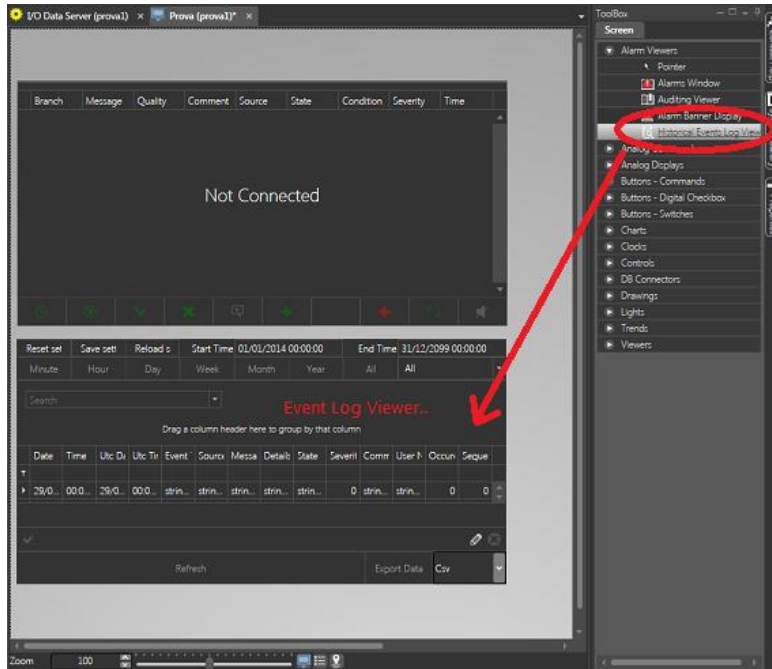 I/O Data Server (prova1) × Prova (prova1)* ×
Branch Message Quality Comment Source State Condition Severity Time
Not Connected
Reset set Save setti Reload s Start Time 01/01/2014 00:00:00 End Time 31/12/2099 00:00:00
Minute Hour Day Week Month Year All All
Search
Event Log Viewer..
Drag a column header here to group by that column
Date Time Utc Da Utc Tir Event Source Messa Details State Severit Comm User N Occun Seque
29/0... 00:0... 29/0... 00:0... strin... strin... strin... strin... strin... 0 strin... strin... 0 0
Refresh Export Data Csv
Zoom 100
ToolBox
Screen
Alarm Viewers
Pointer
Alarms Window
Auditing Viewer
Alarm Banner Display
Historical Events Log View
Analog
Analog Displays
Buttons - Commands
Buttons - Digital Checkbox
Buttons - Switches
Charts
Clocks
Controls
DB Connectors
Drawings
Lights
Trends
Viewers